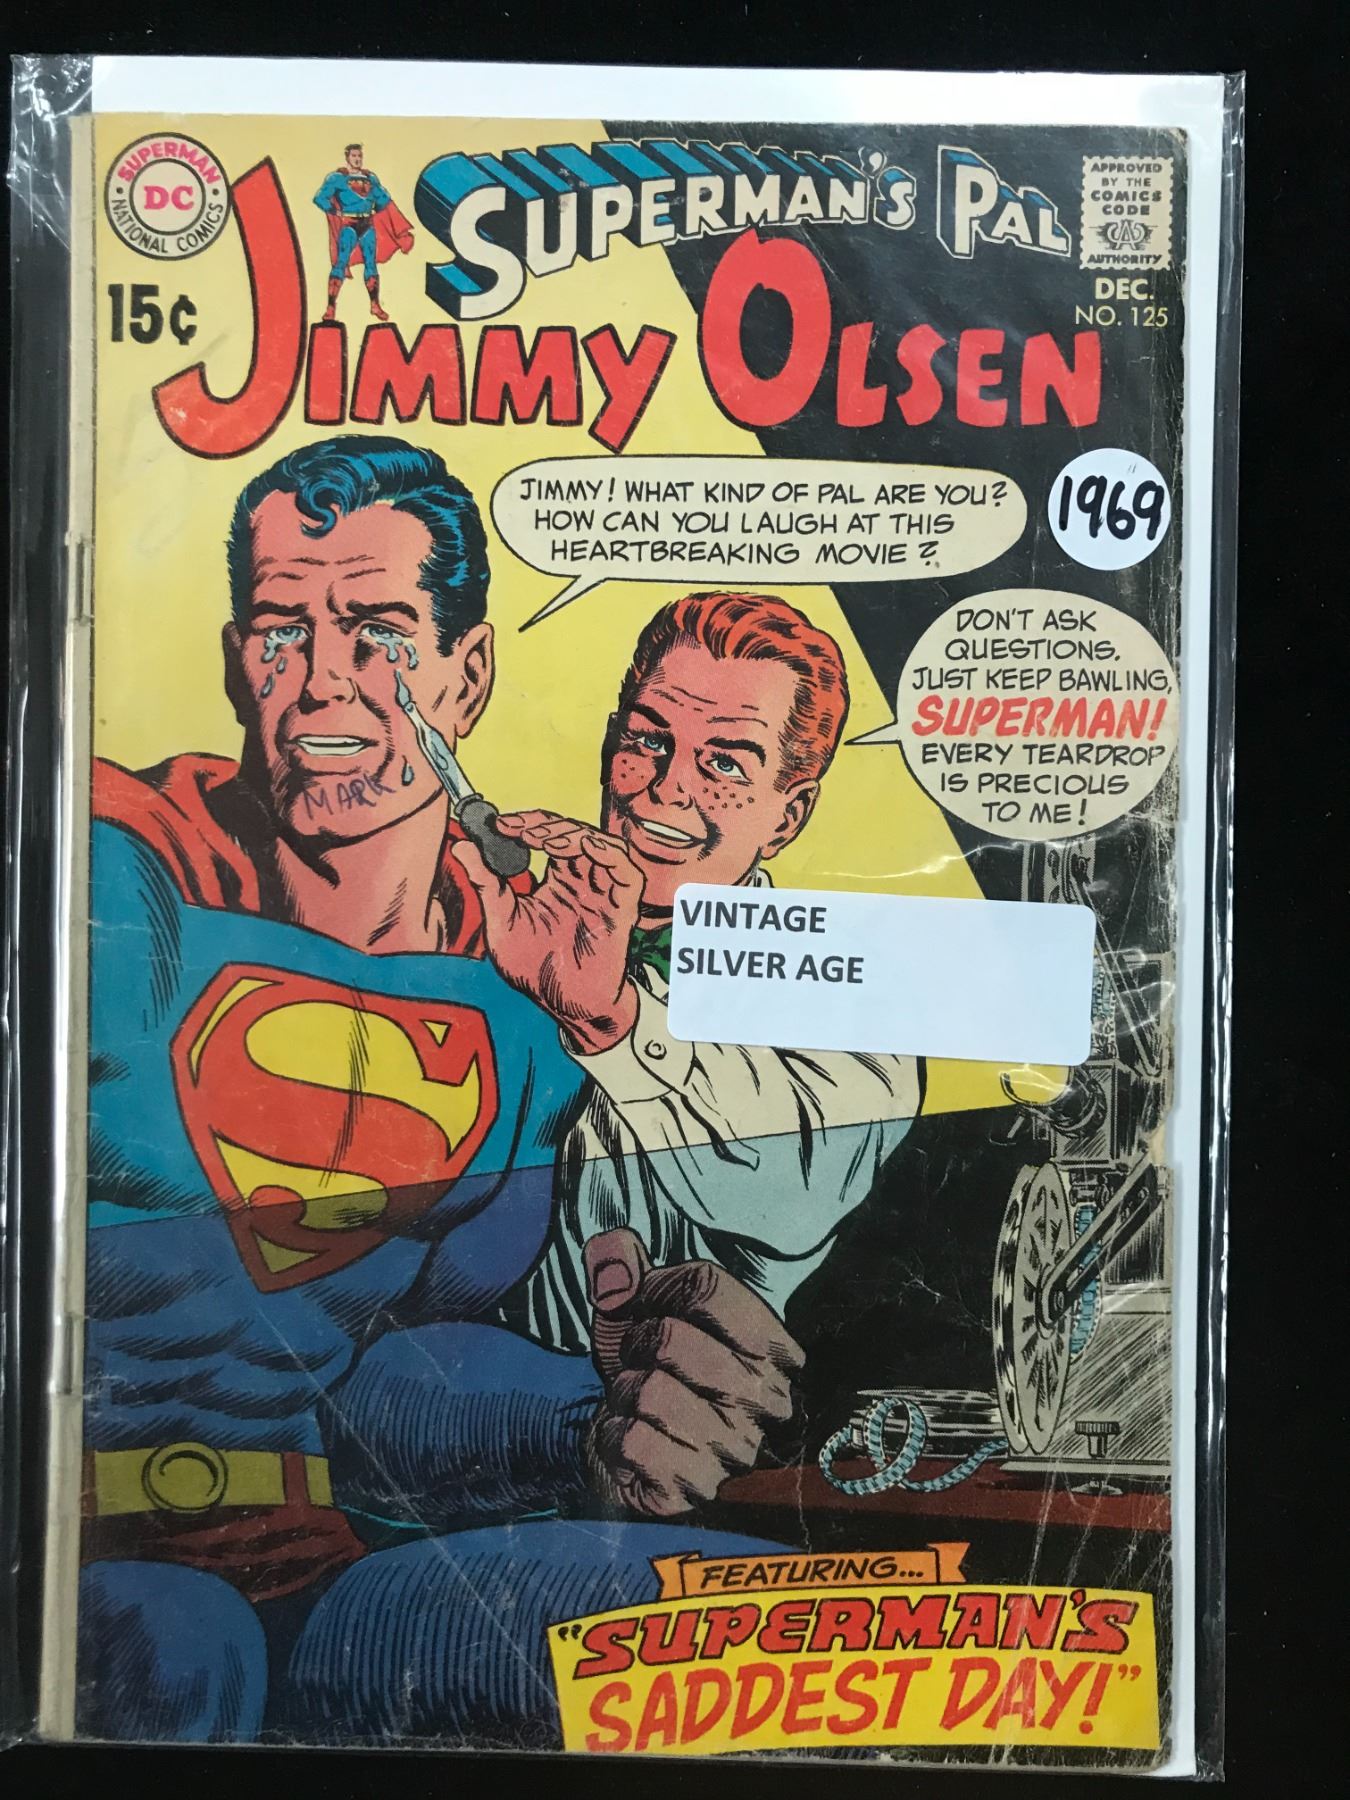 SUPERMAN
DC
NATIONAL COMICS
15¢
SUPERMAN'S PAL
JIMMY OLSEN
APPROVED
BY THE
COMICS
CODE
CA
AUTHORITY
DEC.
NO. 125
1969
JIMMY! WHAT KIND OF PAL ARE YOU?
HOW CAN YOU LAUGH AT THIS
HEARTBREAKING MOVIE?
DON'T ASK
QUESTIONS.
JUST KEEP BAWLING,
SUPERMAN!
EVERY TEARDROP
IS PRECIOUS
TO ME!
MARK
S
VINTAGE
SILVER AGE
FEATURING...
"SUPERMAN'S
SADDEST DAY!"